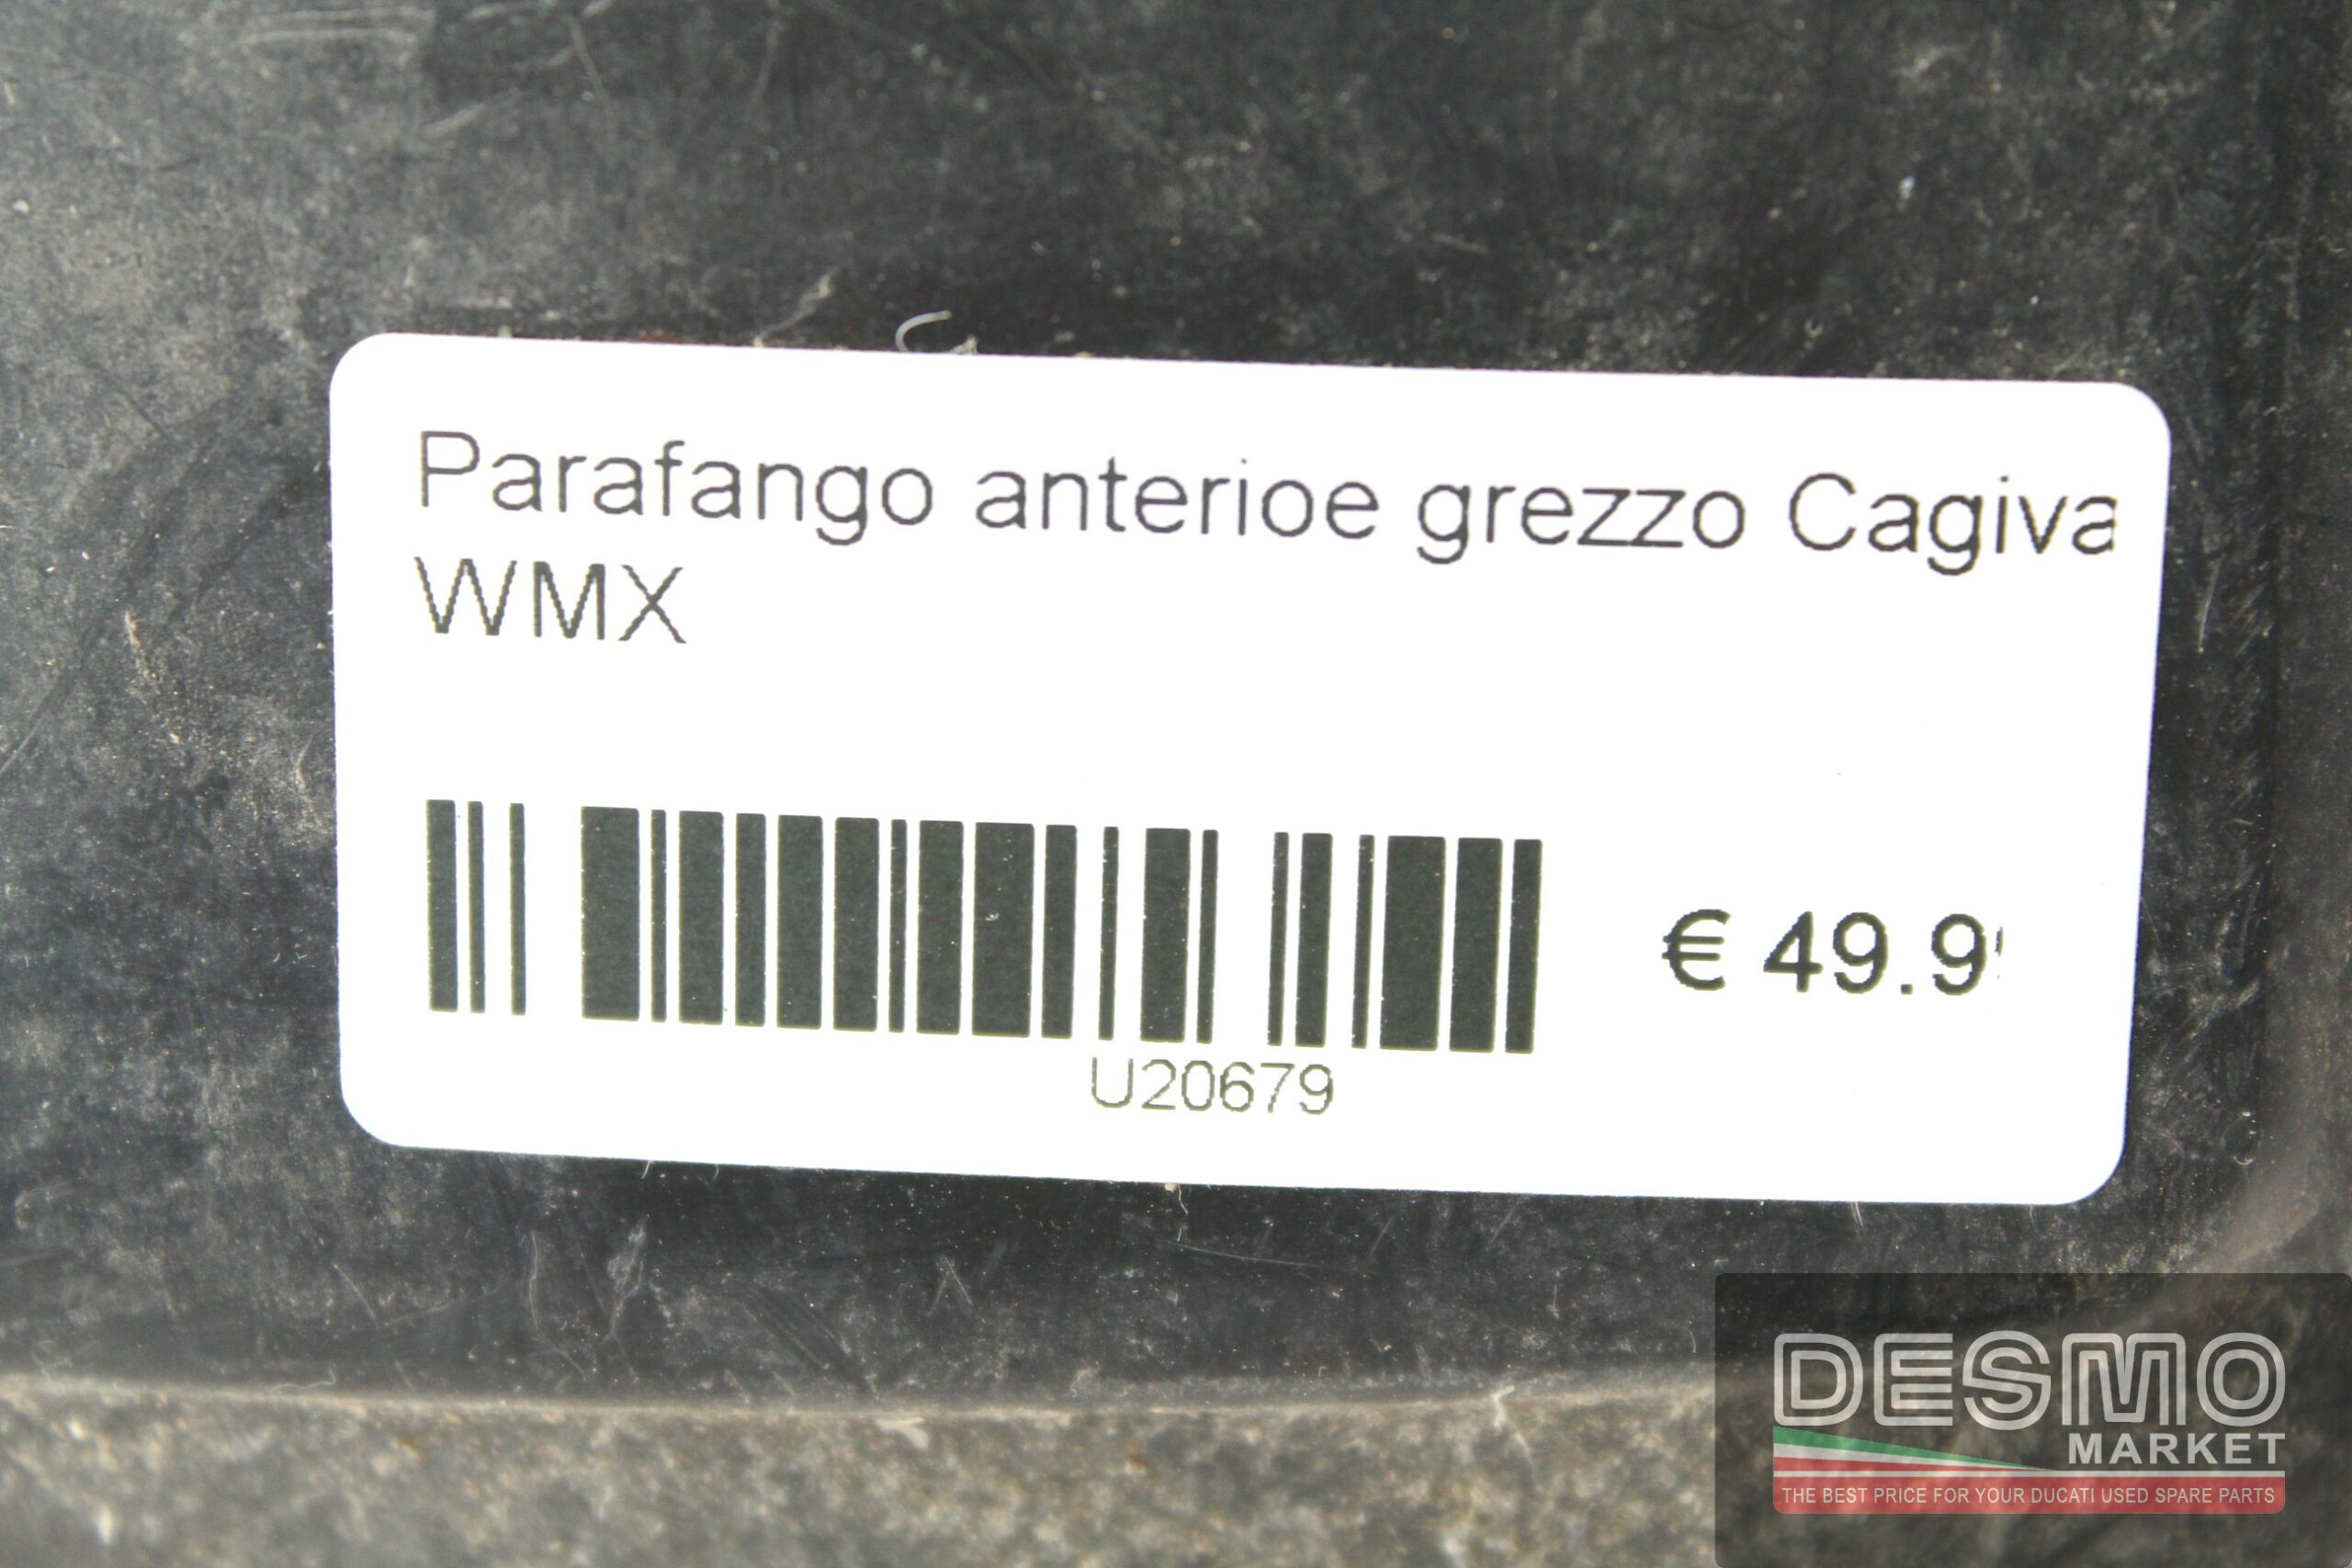 Parafango anterioe grezzo Cagiva
WMX
€ 49.9
U20679
DESMO
MARKET
THE BEST PRICE FOR YOUR DUCATI USED SPARE PARTS